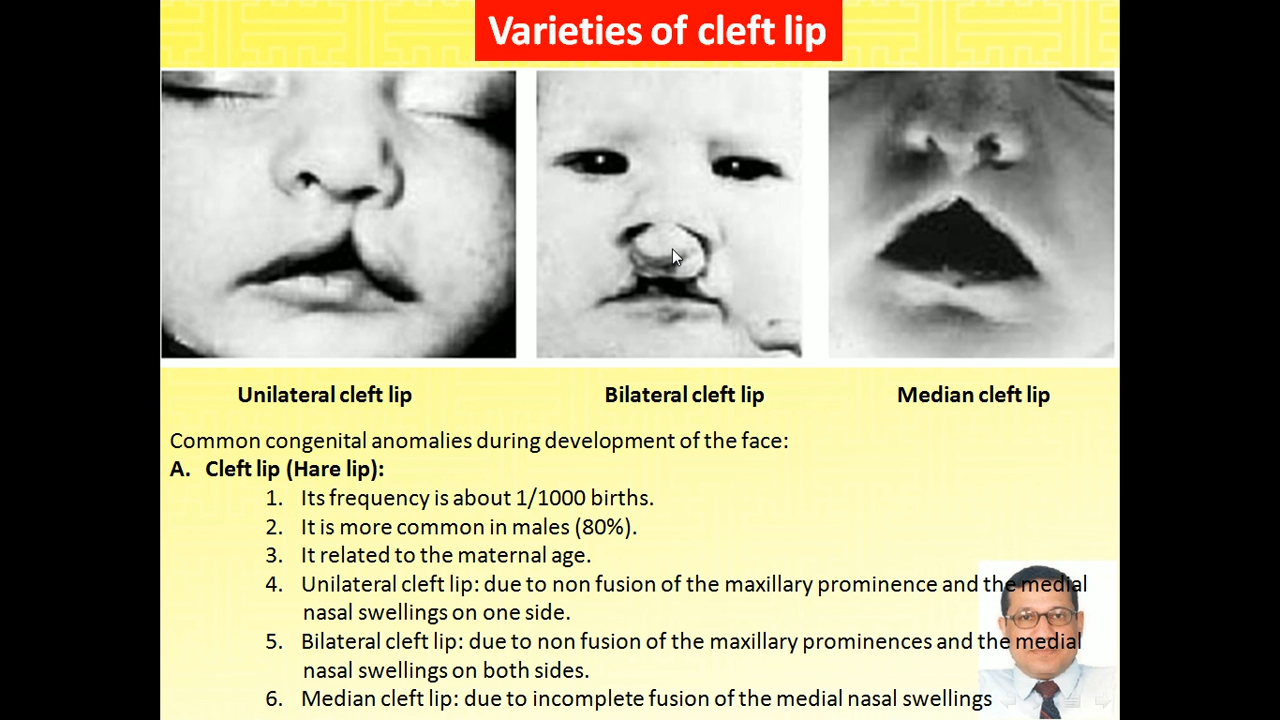 Varieties of cleft lip
Unilateral cleft lip
Bilateral cleft lip
Median cleft lip
Common congenital anomalies during development of the face:
A. Cleft lip (Hare lip):
1. Its frequency is about 1/1000 births.
2. It is more common in males (80%).
3. It related to the maternal age.
4. Unilateral cleft lip: due to non fusion of the maxillary prominence and the medial
nasal swellings on one side.
5. Bilateral cleft lip: due to non fusion of the maxillary prominences and the medial
nasal swellings on both sides.
6. Median cleft lip: due to incomplete fusion of the medial nasal swellings